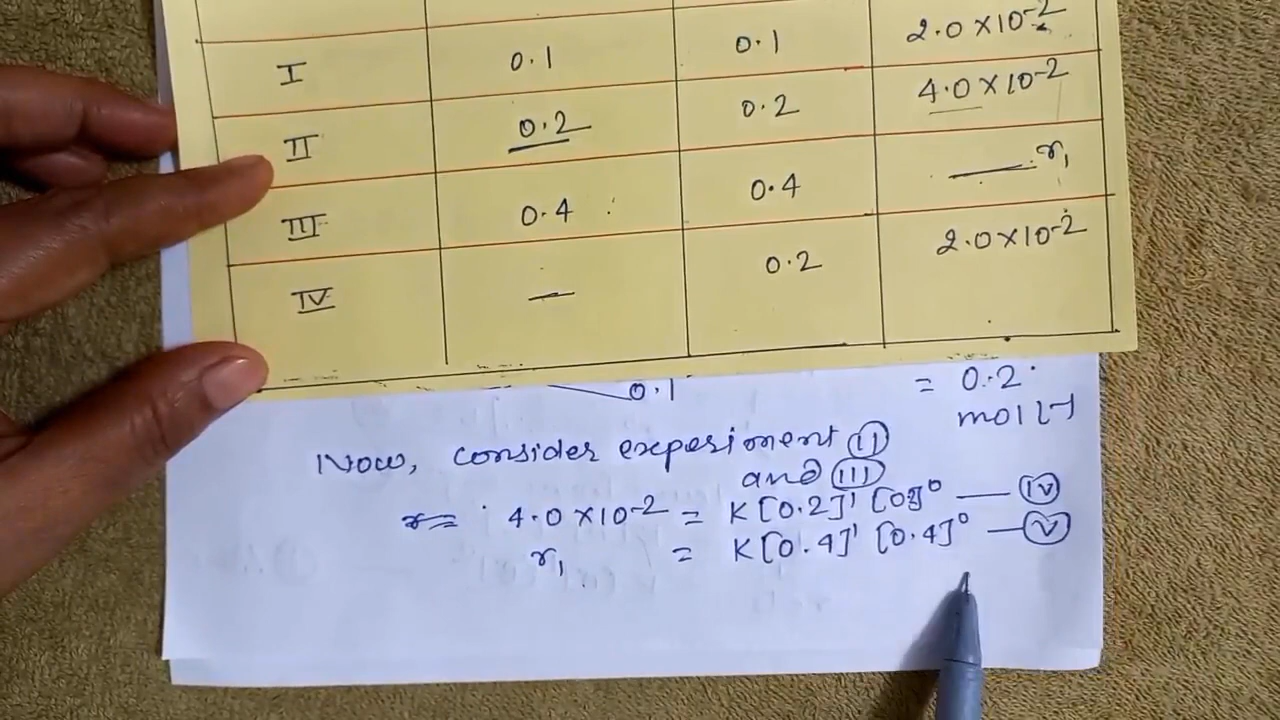 I 0.1 0.1 2.0 × 10-2
II 0.2 0.2 4.0 × 10-2
III 0.4 0.4 — r1
IV — 0.2 2.0×10-2
0.1 = 0.2
mol L-1
Now, consider experiment (II)
and (III)
r = 4.0 × 10-2 = K[0.2]1 [0.2]0 — (IV)
r1 = K[0.4]1 [0.4]0 — (V)